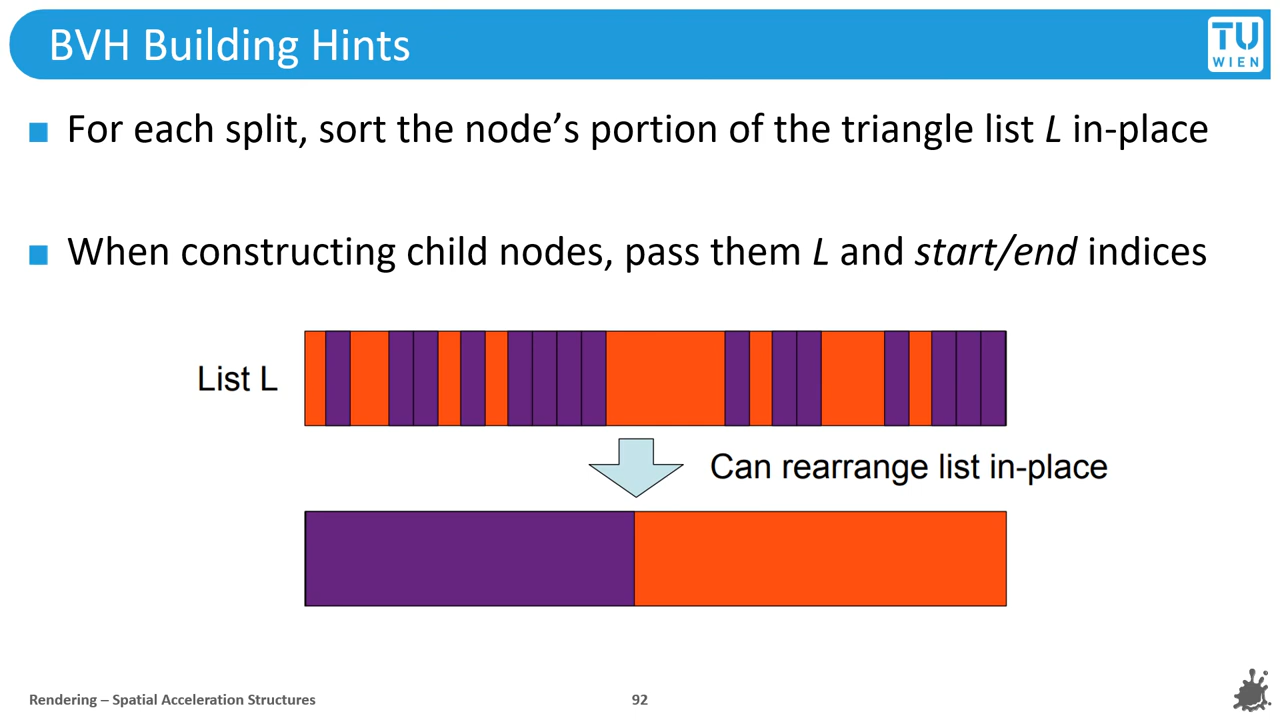 BVH Building Hints
TU
WIEN
For each split, sort the node’s portion of the triangle list L in-place
When constructing child nodes, pass them L and start/end indices
List L
Can rearrange list in-place
Rendering – Spatial Acceleration Structures
92